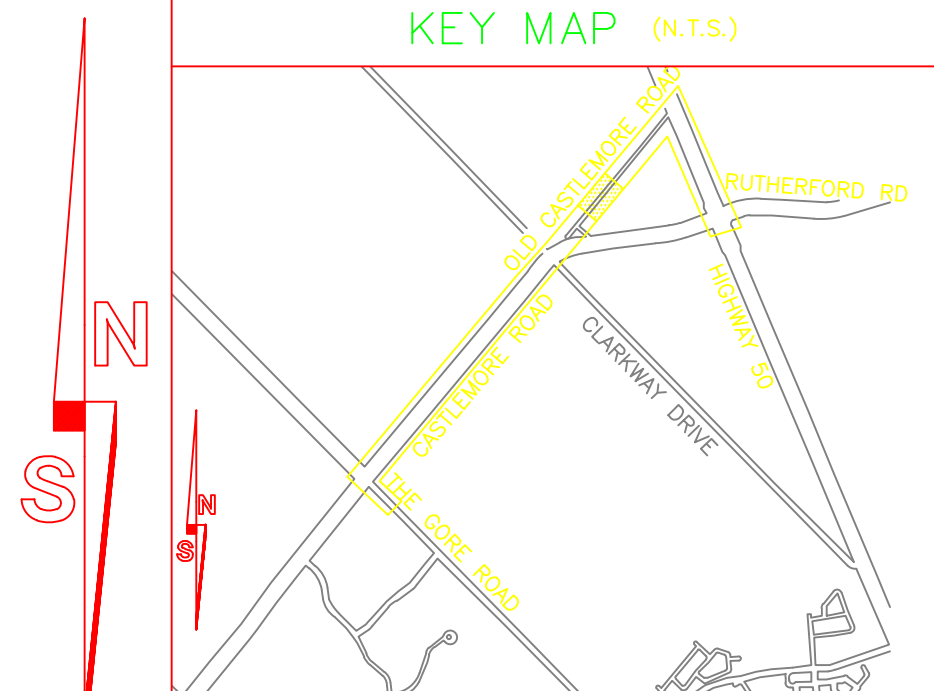 KEY MAP (N.T.S.)
OLD CASTLEMORE ROAD
RUTHERFORD RD
HIGHWAY 50
CASTLEMORE ROAD
CLARKWAY DRIVE
THE GORE ROAD
N
S
N
S